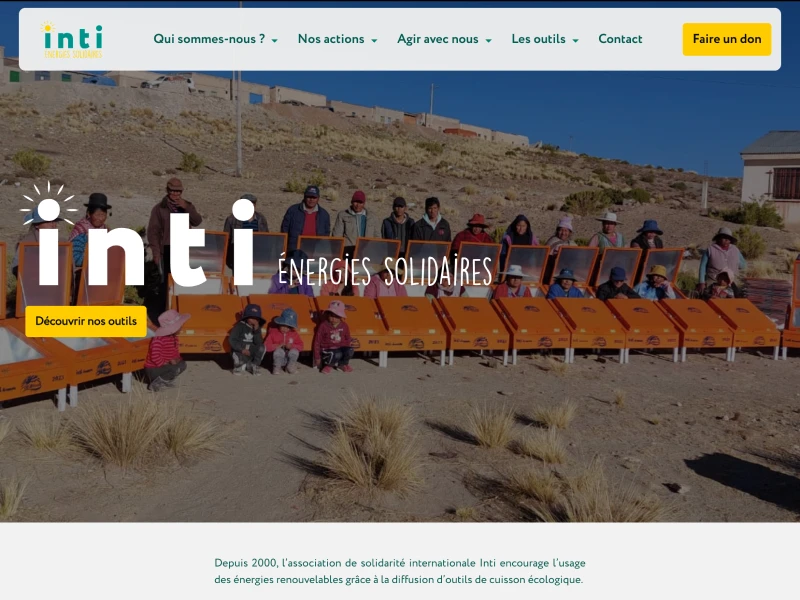 inti
ÉNERGIES SOLIDAIRES
Qui sommes-nous ?
Nos actions
Agir avec nous
Les outils
Contact
Faire un don
inti ÉNERGIES SOLIDAIRES
Découvrir nos outils
Depuis 2000, l'association de solidarité internationale Inti encourage l'usage
des énergies renouvelables grâce à la diffusion d'outils de cuisson écologique.